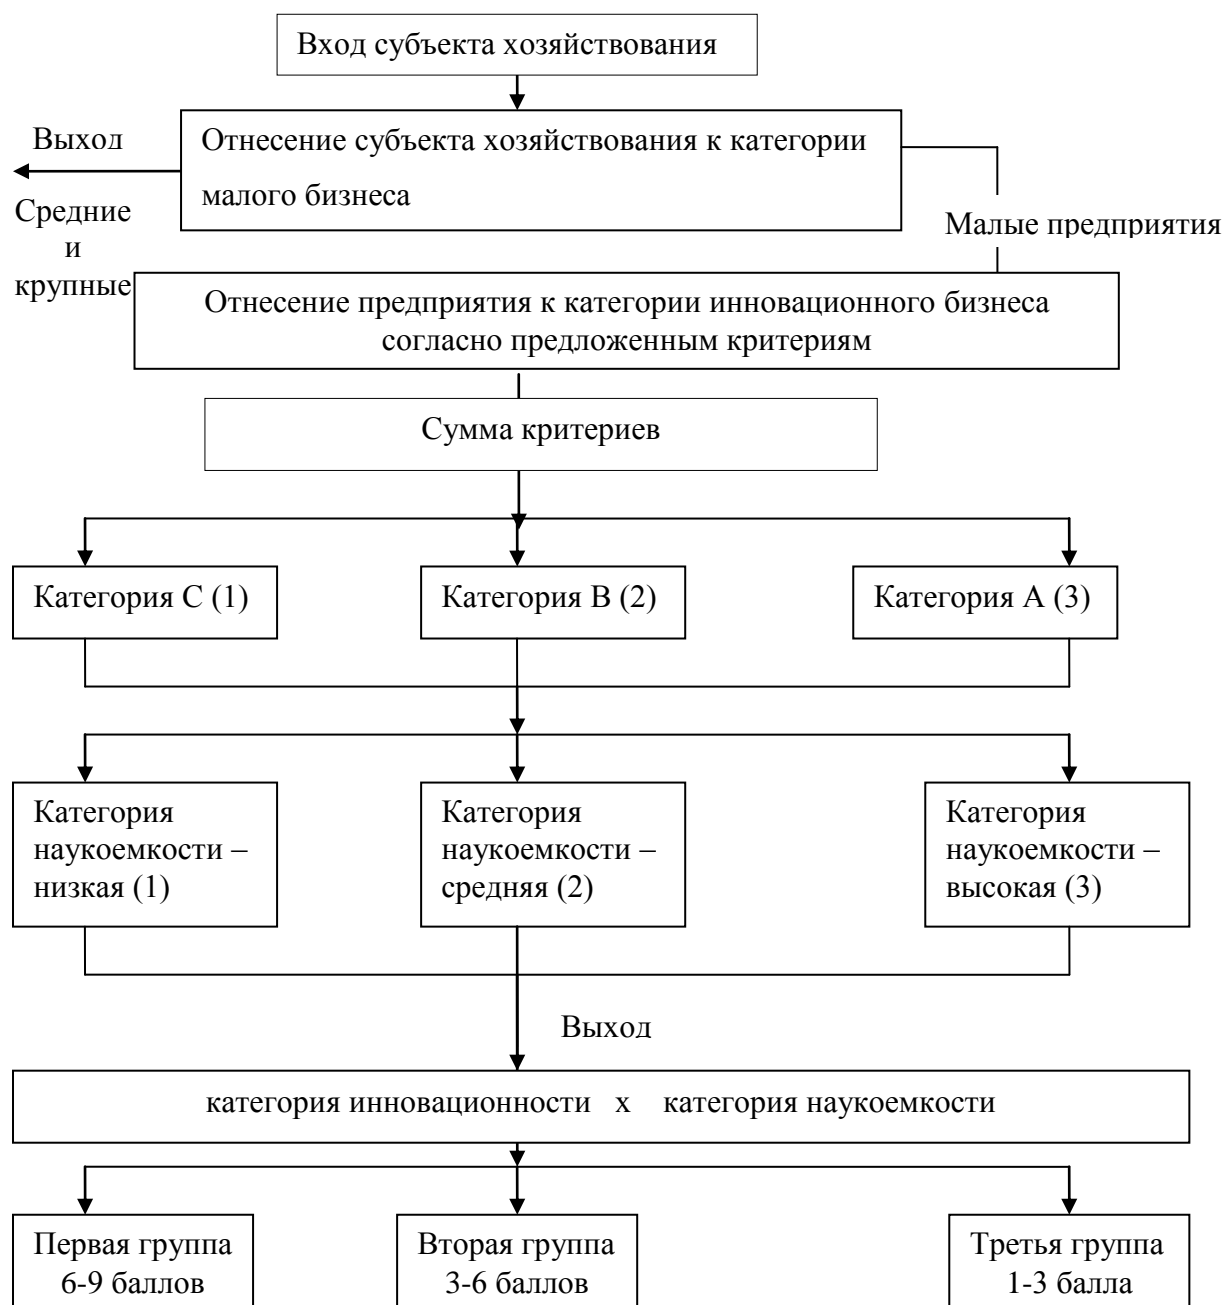 Вход субъекта хозяйствования
Выход
Отнесение субъекта хозяйствования к категории
малого бизнеса
Средние
и
крупные
Малые предприятия
Отнесение предприятия к категории инновационного бизнеса
согласно предложенным критериям
Сумма критериев
Категория С (1)
Категория В (2)
Категория А (3)
Категория
наукоемкости –
низкая (1)
Категория
наукоемкости –
средняя (2)
Категория
наукоемкости –
высокая (3)
Выход
категория инновационности х категория наукоемкости
Первая группа
6-9 баллов
Вторая группа
3-6 баллов
Третья группа
1-3 балла